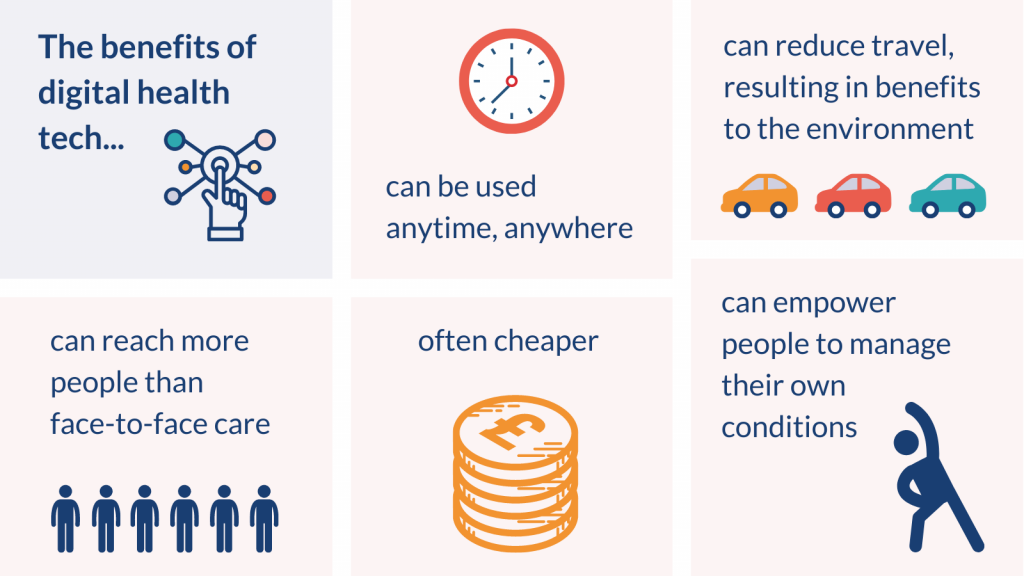 The benefits of
digital health
tech...
can be used
anytime, anywhere
can reduce travel,
resulting in benefits
to the environment
can reach more
people than
face-to-face care
often cheaper
£
can empower
people to manage
their own
conditions